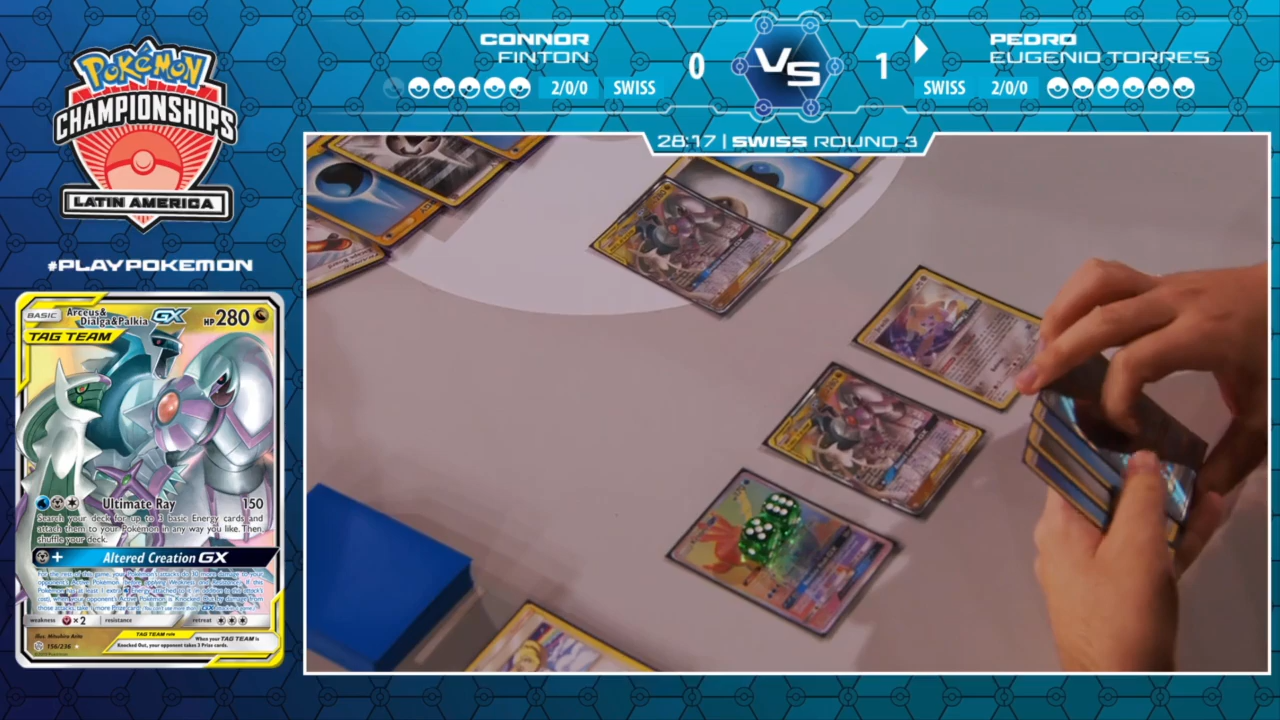 Pokémon
CHAMPIONSHIPS
LATIN AMERICA
#PLAYPOKEMON
CONNOR
FINTON
2/0/0 SWISS
0
VS
1
PEDRO
EUGENIO TORRES
SWISS 2/0/0
28:17 | SWISS ROUND 3
BASIC Arceus& Dialga&Palkia GX HP 280
TAG TEAM
Ultimate Ray 150
Search your deck for up to 3 basic Energy cards and
attach them to your Pokémon in any way you like. Then,
shuffle your deck.
+ Altered Creation GX
weakness ×2 resistance retreat
TAG TEAM rule
When your TAG TEAM is
Knocked Out, your opponent takes 3 Prize cards.
156/236